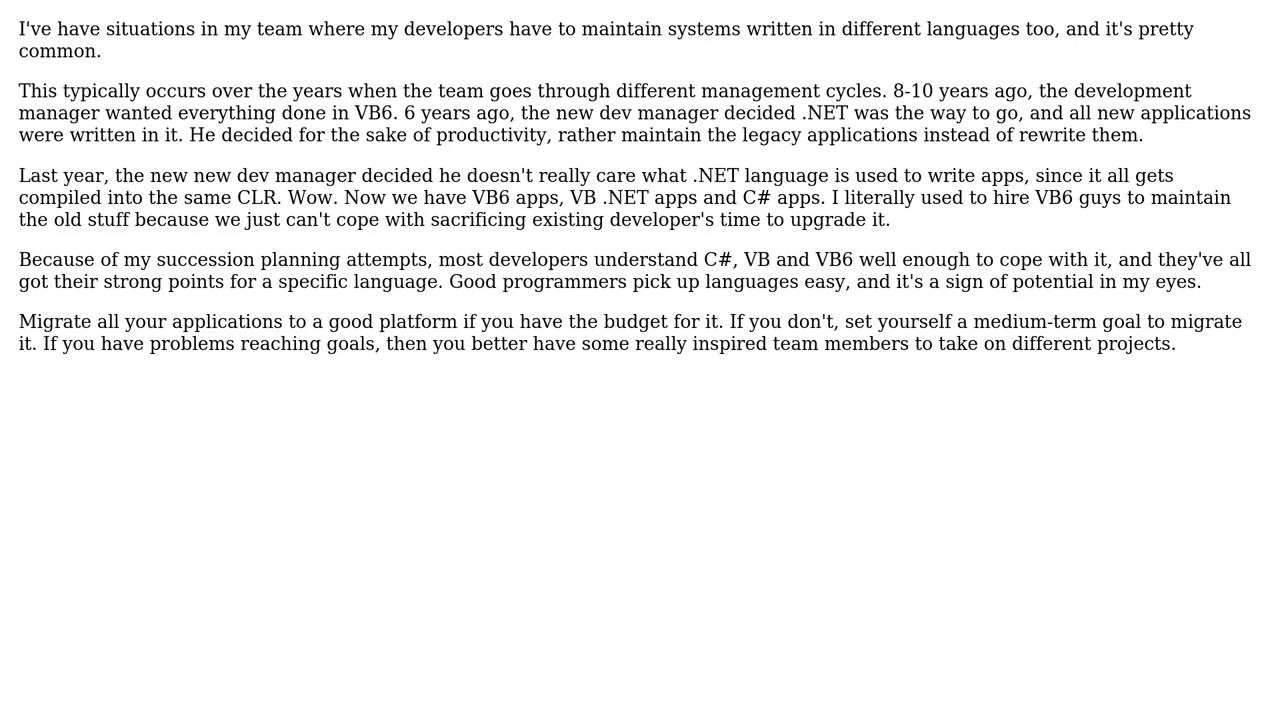 I've have situations in my team where my developers have to maintain systems written in different languages too, and it's pretty
common.
This typically occurs over the years when the team goes through different management cycles. 8-10 years ago, the development
manager wanted everything done in VB6. 6 years ago, the new dev manager decided .NET was the way to go, and all new applications
were written in it. He decided for the sake of productivity, rather maintain the legacy applications instead of rewrite them.
Last year, the new new dev manager decided he doesn't really care what .NET language is used to write apps, since it all gets
compiled into the same CLR. Wow. Now we have VB6 apps, VB .NET apps and C# apps. I literally used to hire VB6 guys to maintain
the old stuff because we just can't cope with sacrificing existing developer's time to upgrade it.
Because of my succession planning attempts, most developers understand C#, VB and VB6 well enough to cope with it, and they've all
got their strong points for a specific language. Good programmers pick up languages easy, and it's a sign of potential in my eyes.
Migrate all your applications to a good platform if you have the budget for it. If you don't, set yourself a medium-term goal to migrate
it. If you have problems reaching goals, then you better have some really inspired team members to take on different projects.